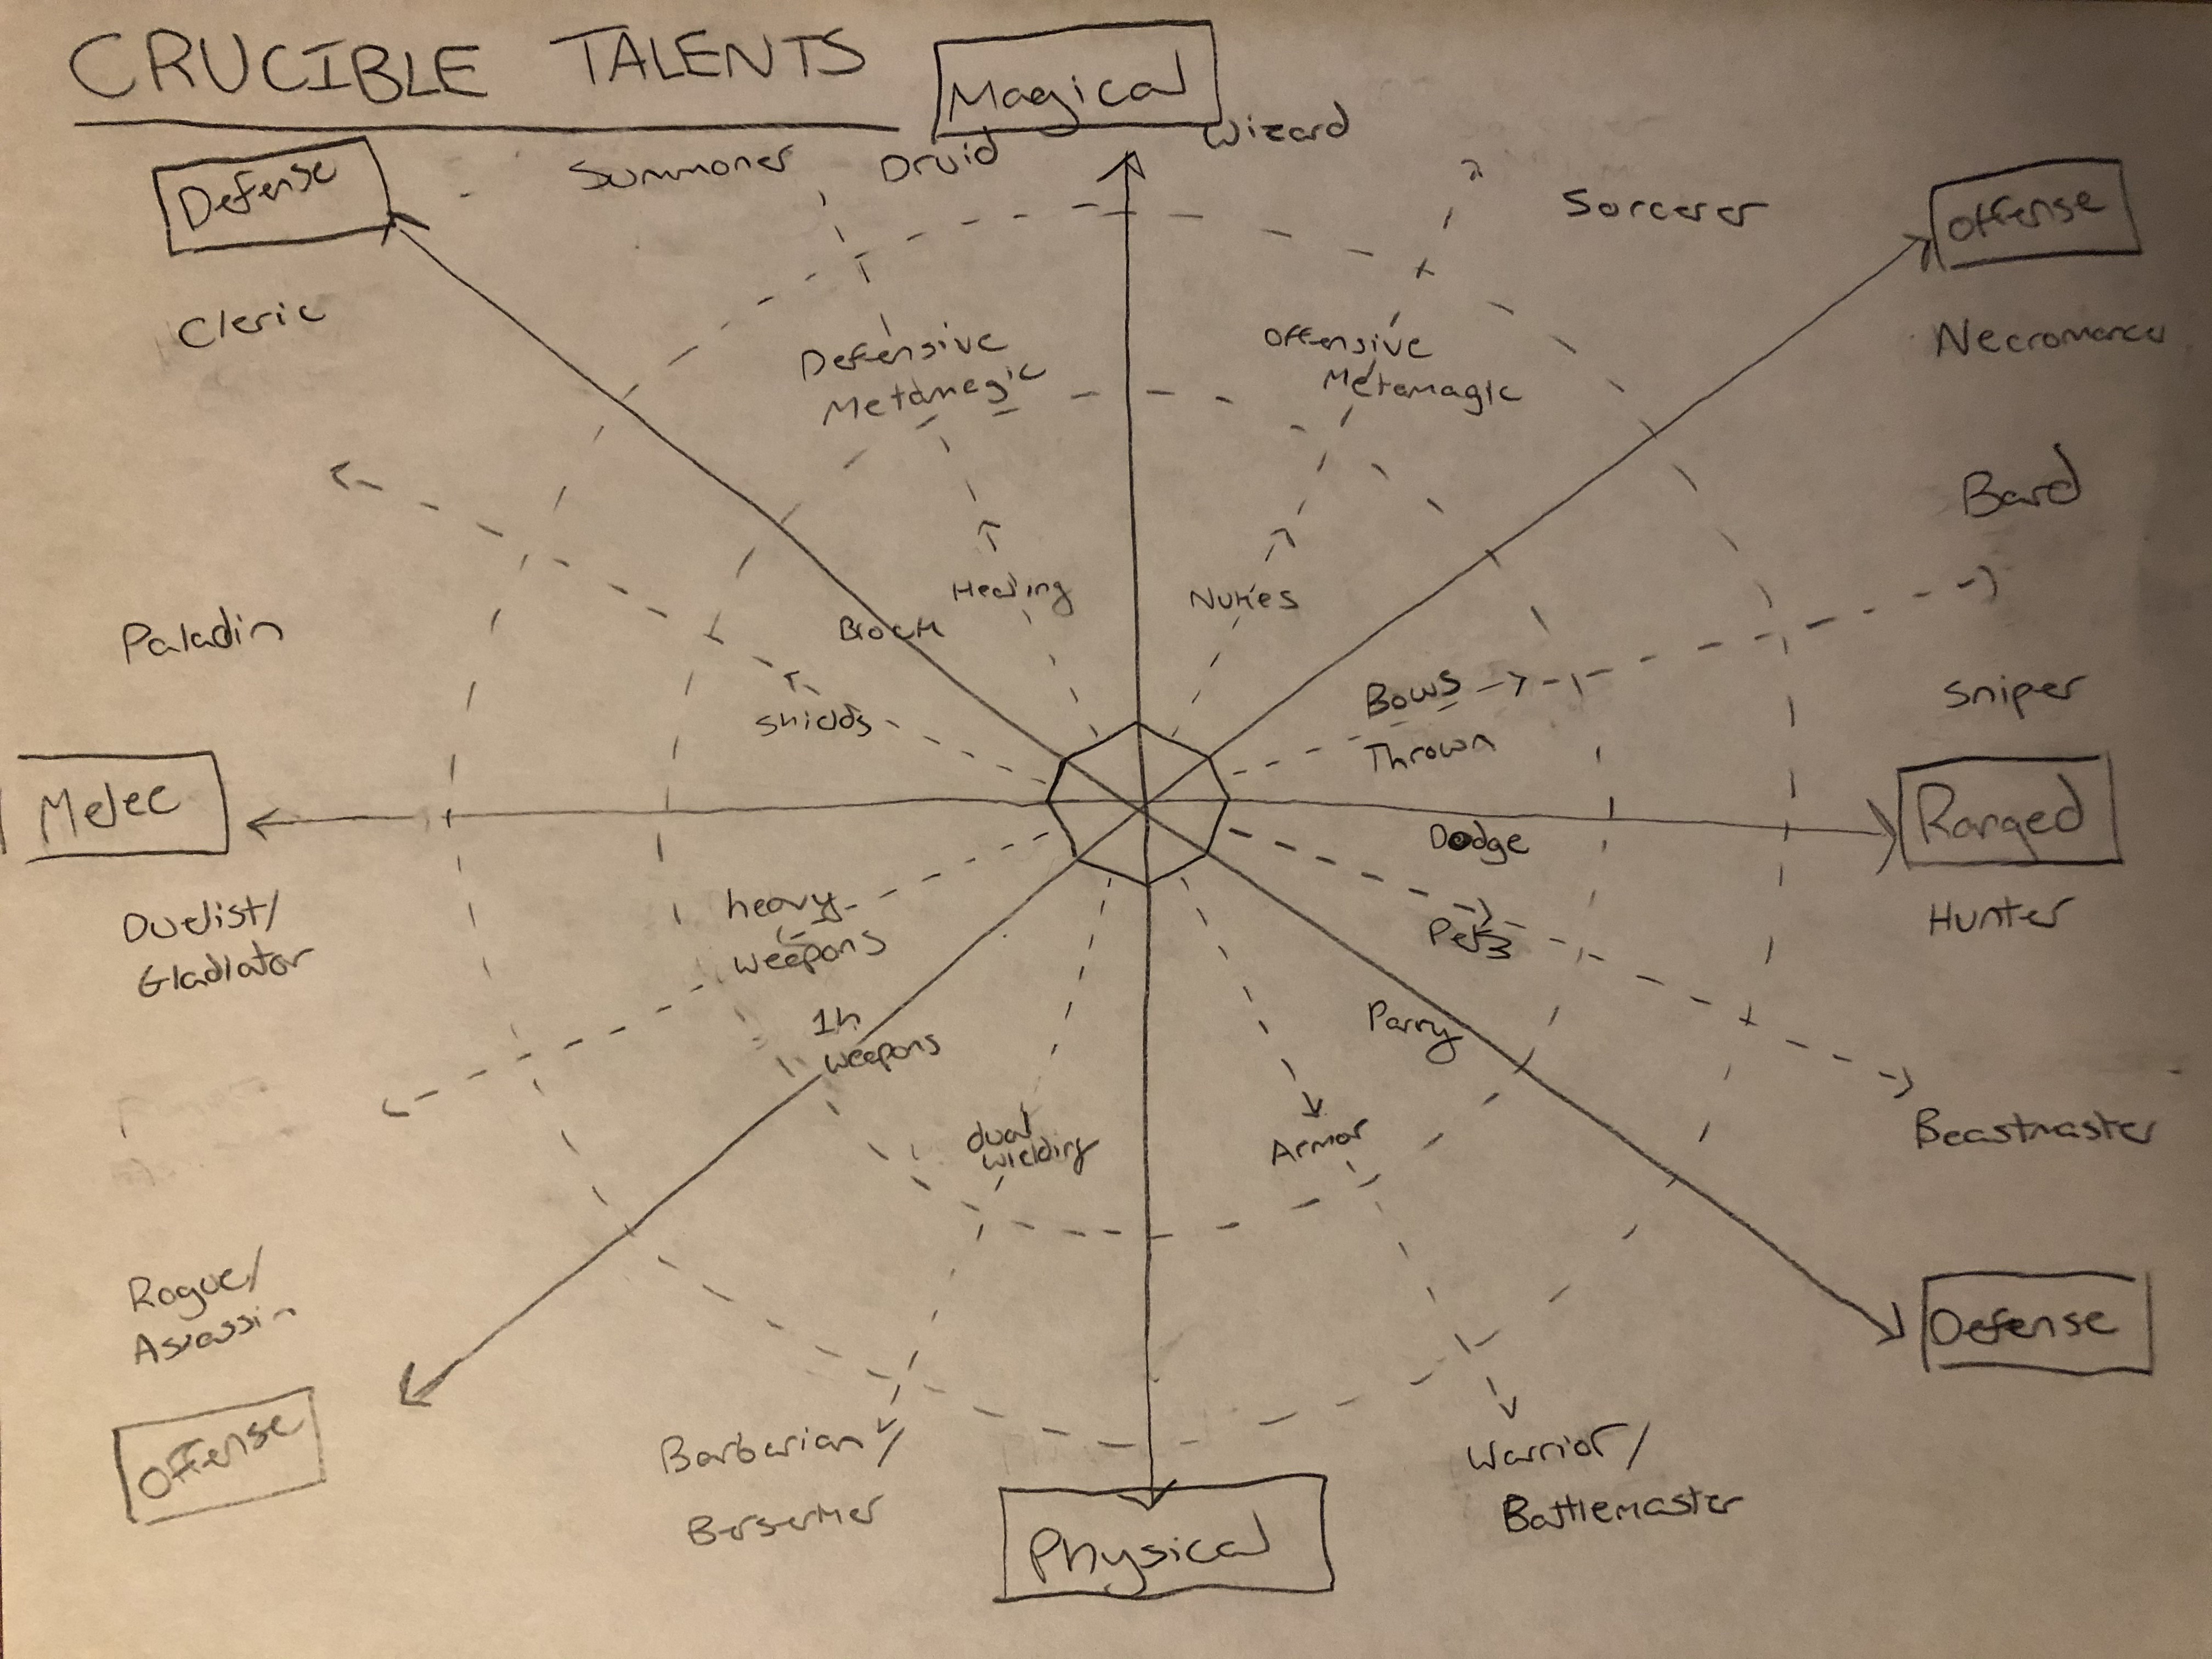 CRUCIBLE TALENTS
Magical
Wizard
Druid
Summoner
Defense
Sorcerer
Offense
Cleric
Necromancer
Defensive
Metamagic
Offensive
Metamagic
Bard
Healing
Nukes
Block
Paladin
Shields
Bows
Thrown
Sniper
Melee
Ranged
Dodge
Duelist/
Gladiator
heavy
weapons
Pets
Hunter
1h
weapons
Parry
dual
wielding
Armor
Beastmaster
Rogue/
Assassin
Defense
Offense
Barbarian/
Berserker
Warrior/
Battlemaster
Physical